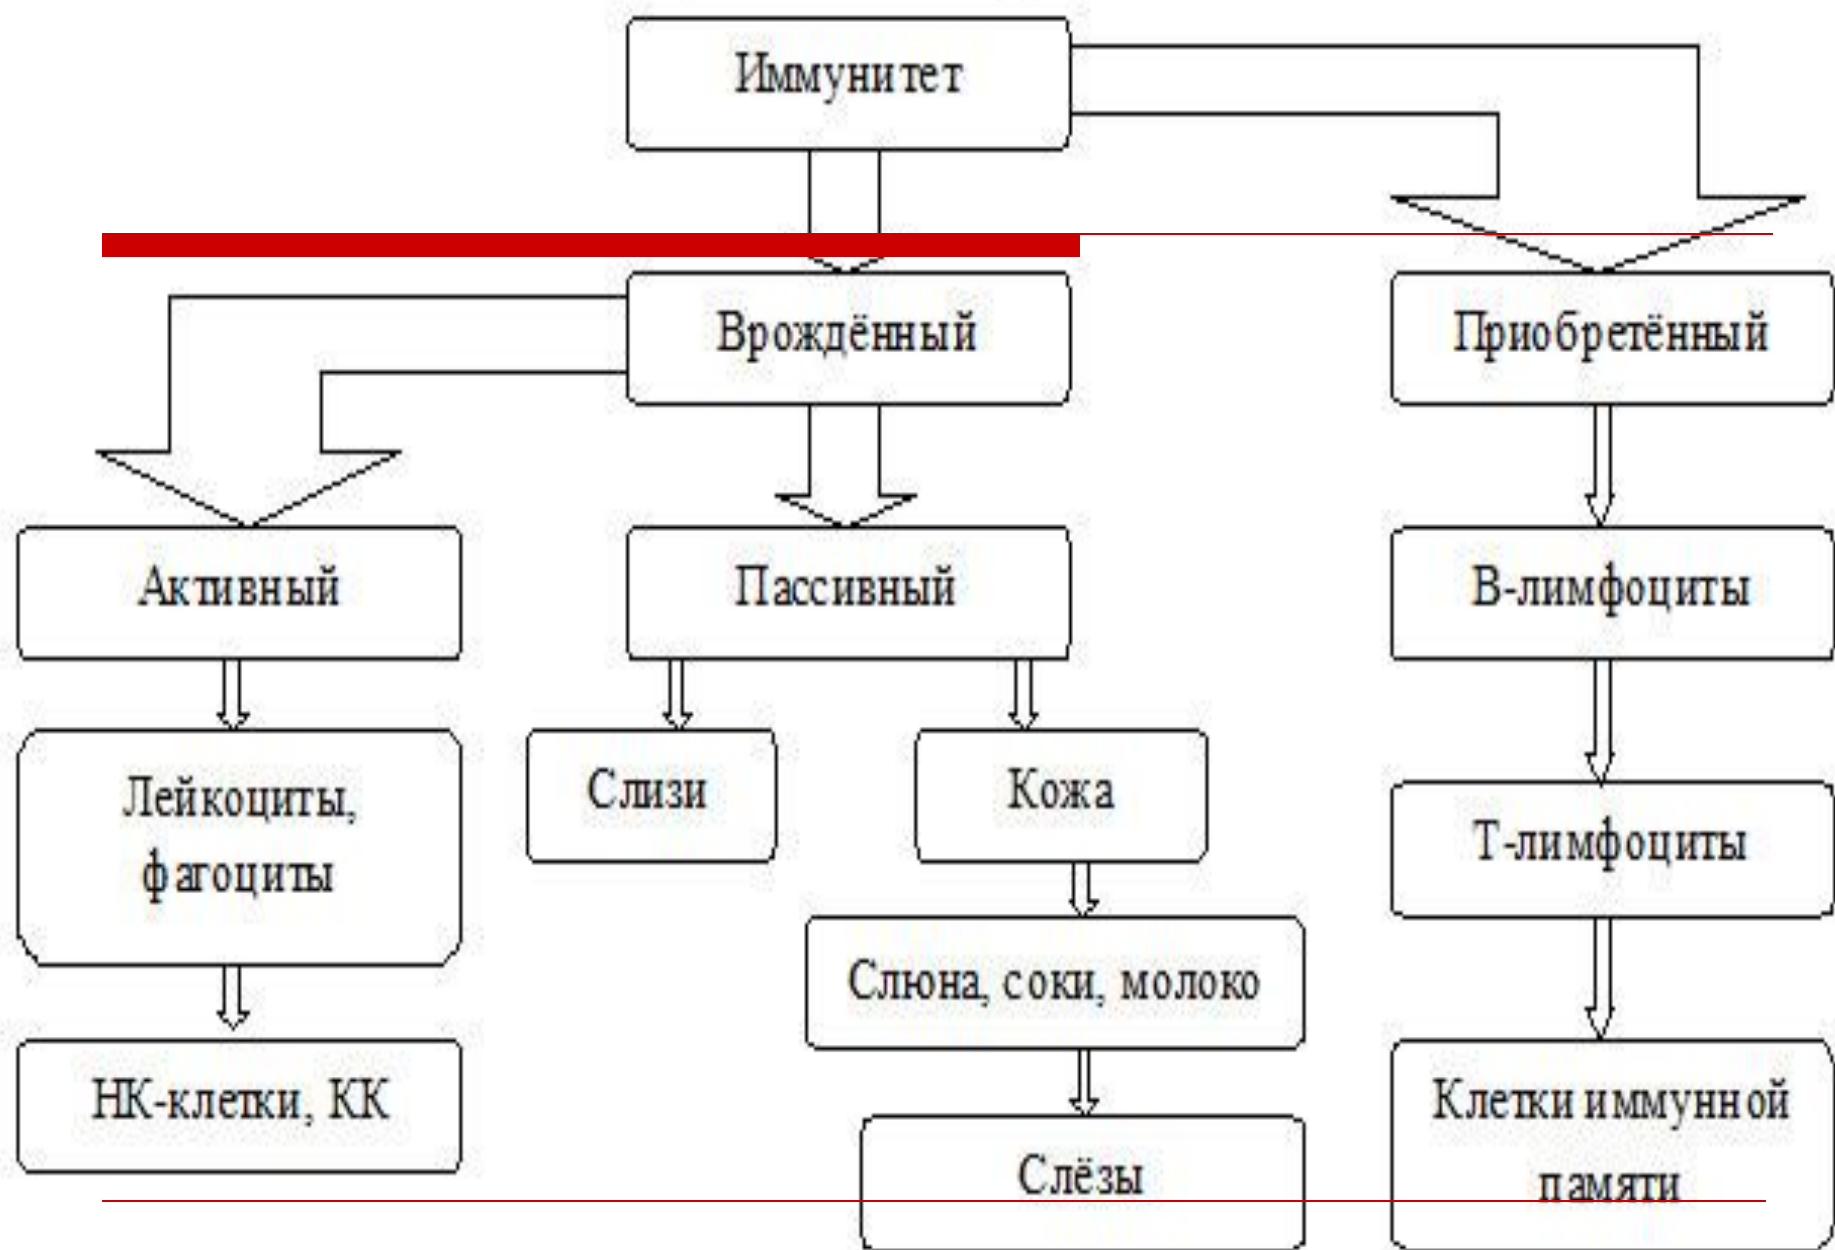 Иммунитет
Врождённый
Приобретённый
Активный
Пассивный
В-лимфоциты
Лейкоциты,
фагоциты
Слизи
Кожа
Т-лимфоциты
Слюна, соки, молоко
НК-клетки, КК
Слёзы
Клетки иммунной
памяти